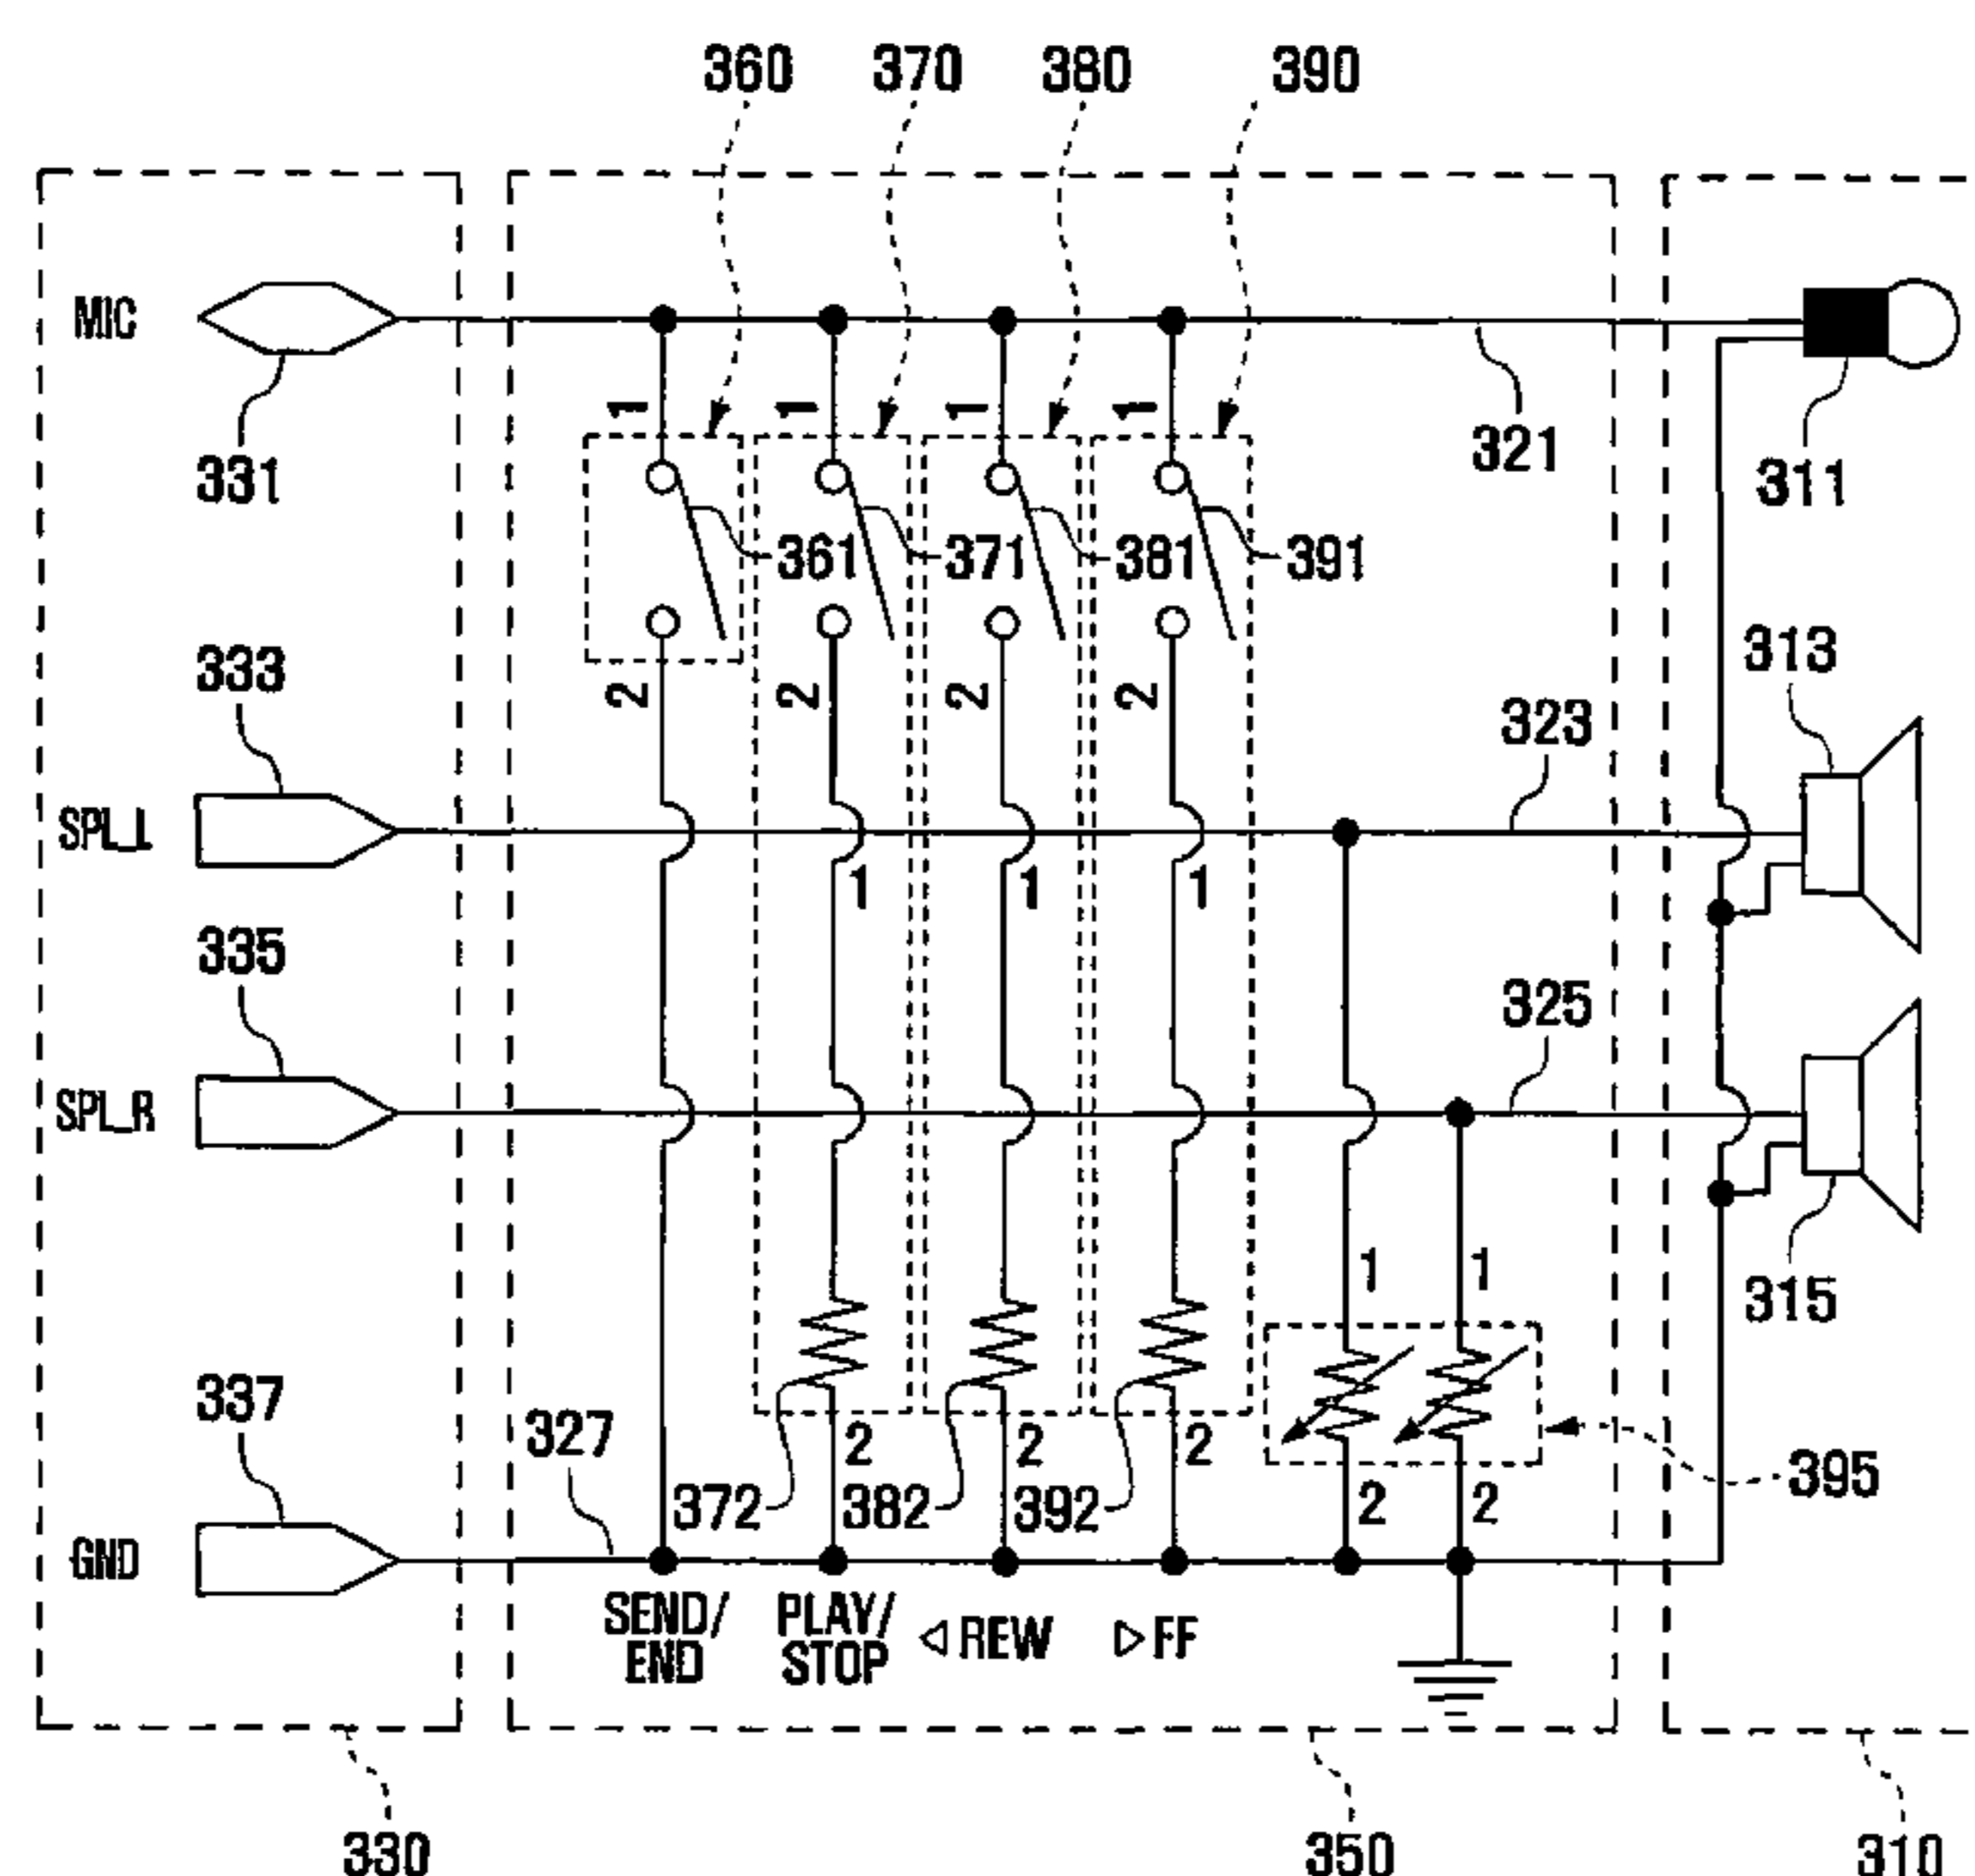 360 370 380 390
MIC
1 1 1 1
331
321
311
361 371 381 391
333
2 2 2 2
323
313
SPL_L
1 1 1
335
325
SPL_R
1 1
315
337
327
2 2 2
395
372 382 392
2 2
GND
SEND/
END
PLAY/
STOP
◁ REW
▷ FF
330 350 310